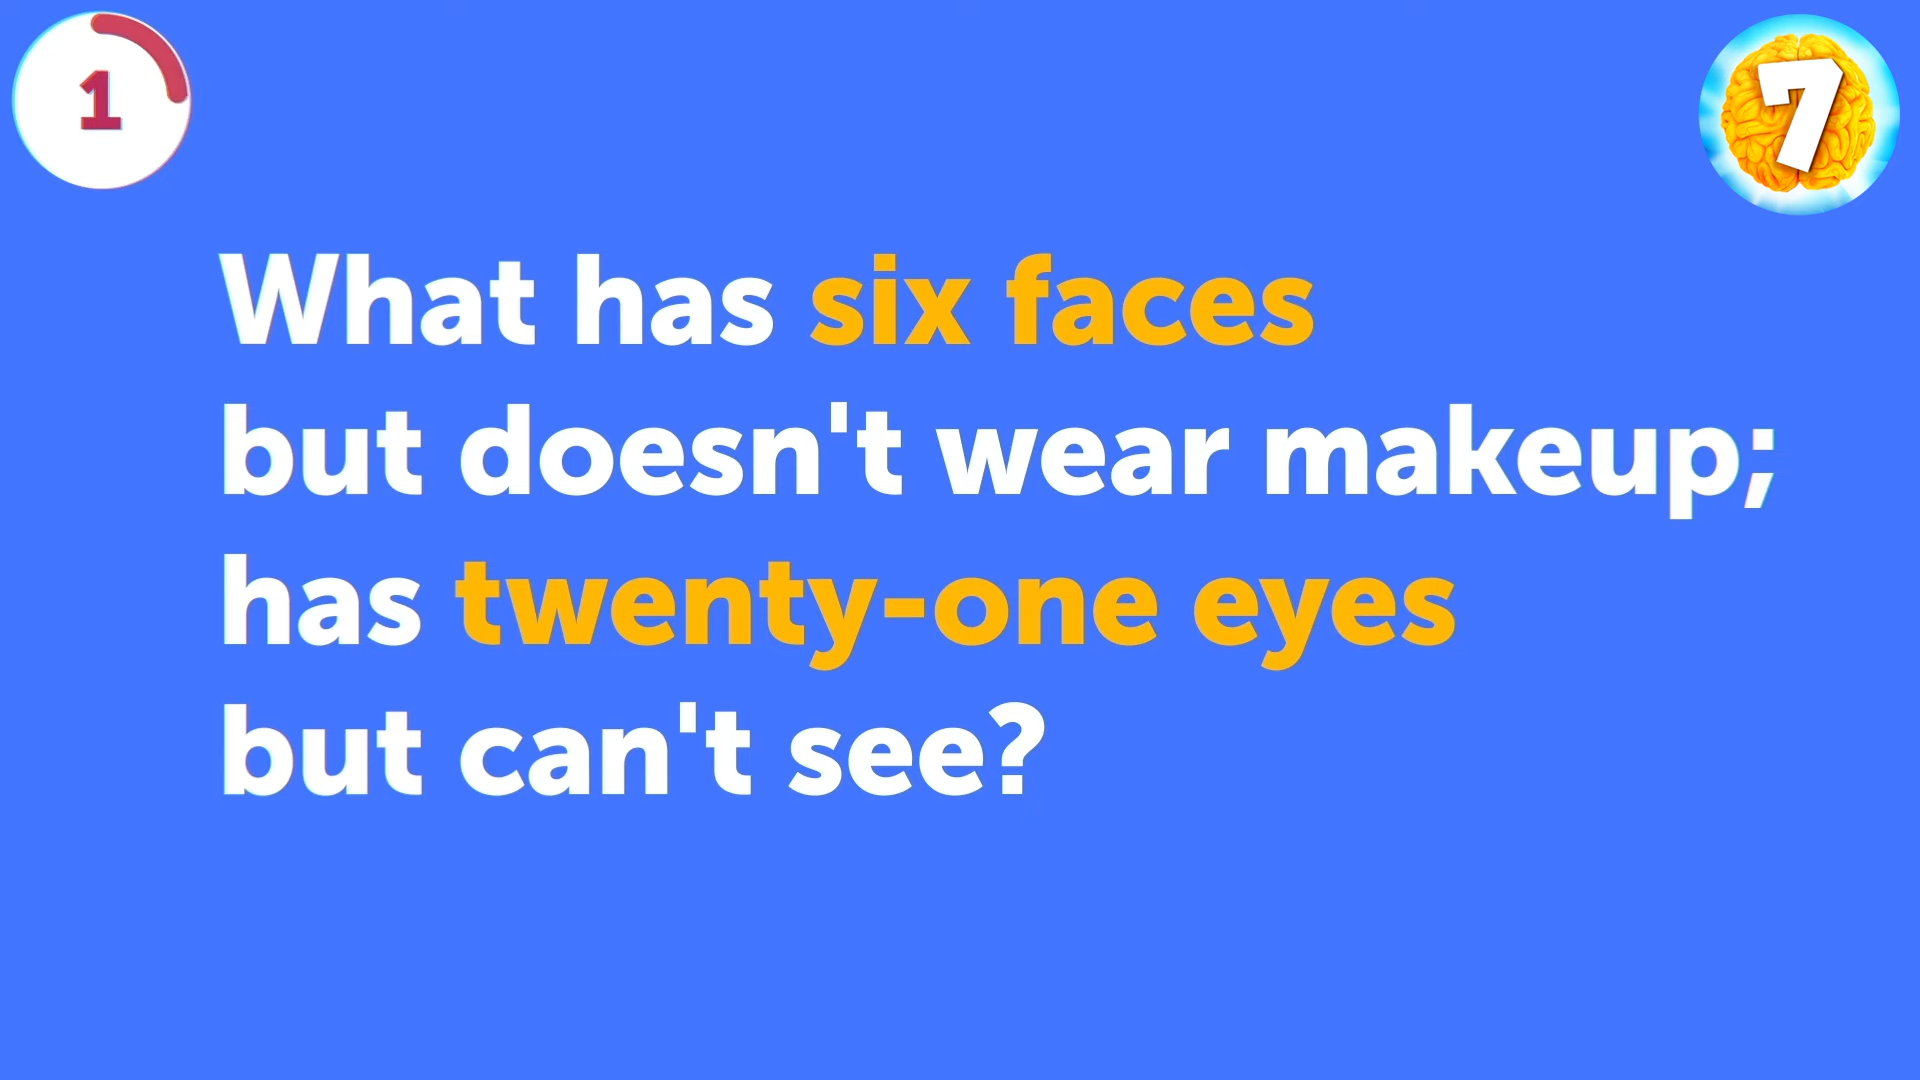 1
7
What has six faces
but doesn't wear makeup;
has twenty-one eyes
but can't see?